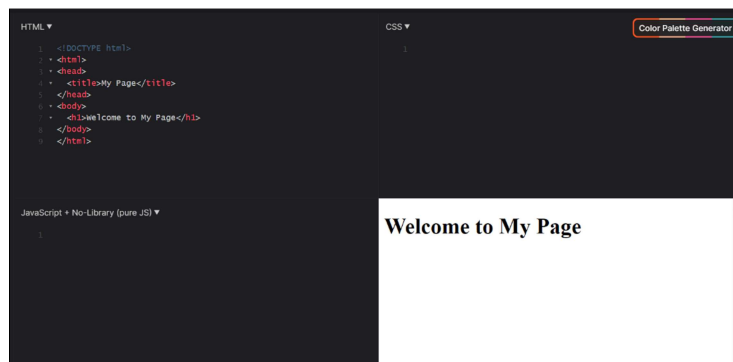 HTML ▼
1 <!DOCTYPE html>
2 <html>
3 <head>
4 <title>My Page</title>
5 </head>
6 <body>
7 <h1>Welcome to My Page</h1>
8 </body>
9 </html>
CSS ▼
Color Palette Generator
1
JavaScript + No-Library (pure JS) ▼
1
Welcome to My Page